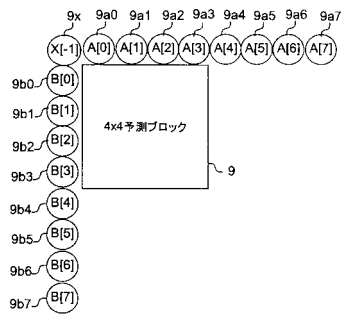 9x 9a0 9a1 9a2 9a3 9a4 9a5 9a6 9a7
X[-1] A[0] A[1] A[2] A[3] A[4] A[5] A[6] A[7]
9b0 B[0]
9b1 B[1]
9b2 B[2]
4x4予測ブロック
9b3 B[3]
9
9b4 B[4]
9b5 B[5]
9b6 B[6]
9b7 B[7]